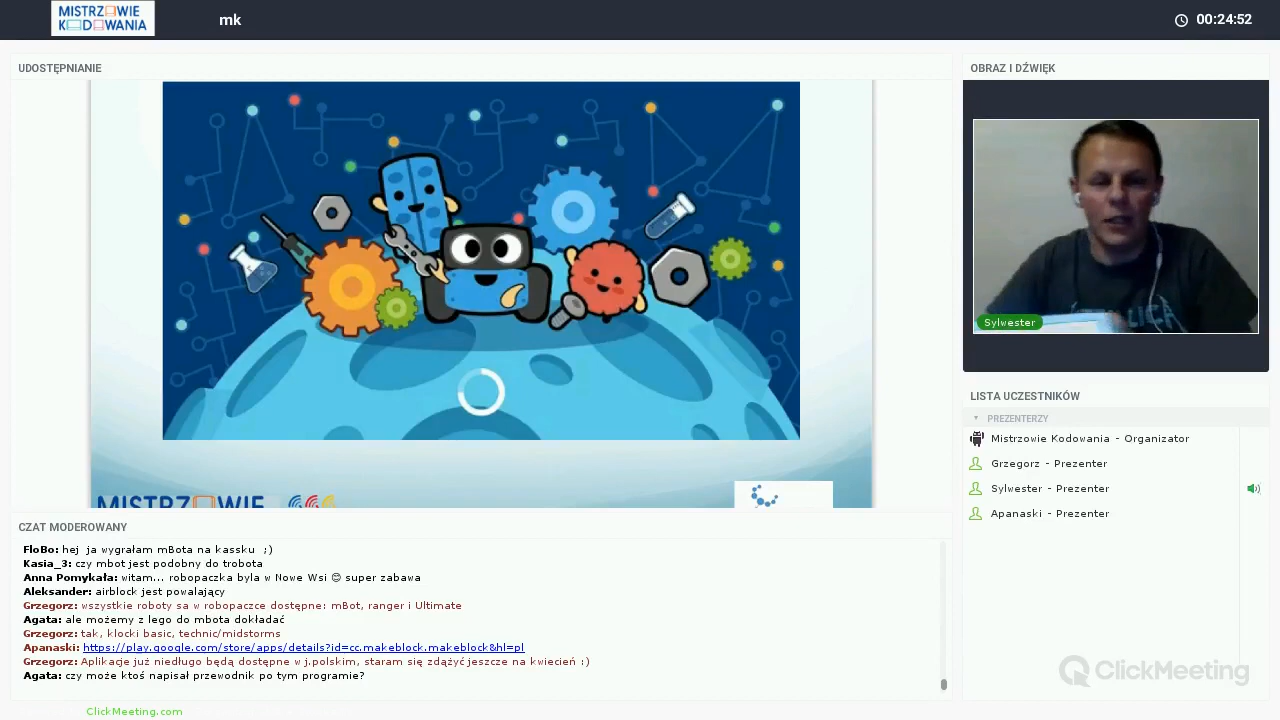 MISTRZOWIE
KODOWANIA
mk
00:24:52
UDOSTĘPNIANIE
OBRAZ I DŹWIĘK
Sylwester
MISTRZOWIE
CZAT MODEROWANY
FloBo: hej  ja wygrałam mBota na kassku  ;)
Kasia_3: czy mbot jest podobny do trobota
Anna Pomykała: witam... robopaczka byla w Nowe Wsi 😊 super zabawa
Aleksander: airblock jest powalający
Grzegorz: wszystkie roboty sa w robopaczce dostępne: mBot, ranger i Ultimate
Agata: ale możemy z lego do mbota dokładać
Grzegorz: tak, klocki basic, technic/midstorms
Apanaski: https://play.google.com/store/apps/details?id=cc.makeblock.makeblock&hl=pl
Grzegorz: Aplikacje już niedługo będą dostępne w j.polskim, staram się zdążyć jeszcze na kwiecień ;)
Agata: czy może ktoś napisał przewodnik po tym programie?
LISTA UCZESTNIKÓW
PREZENTERZY
Mistrzowie Kodowania - Organizator
Grzegorz - Prezenter
Sylwester - Prezenter
Apanaski - Prezenter
ClickMeeting
ClickMeeting.com